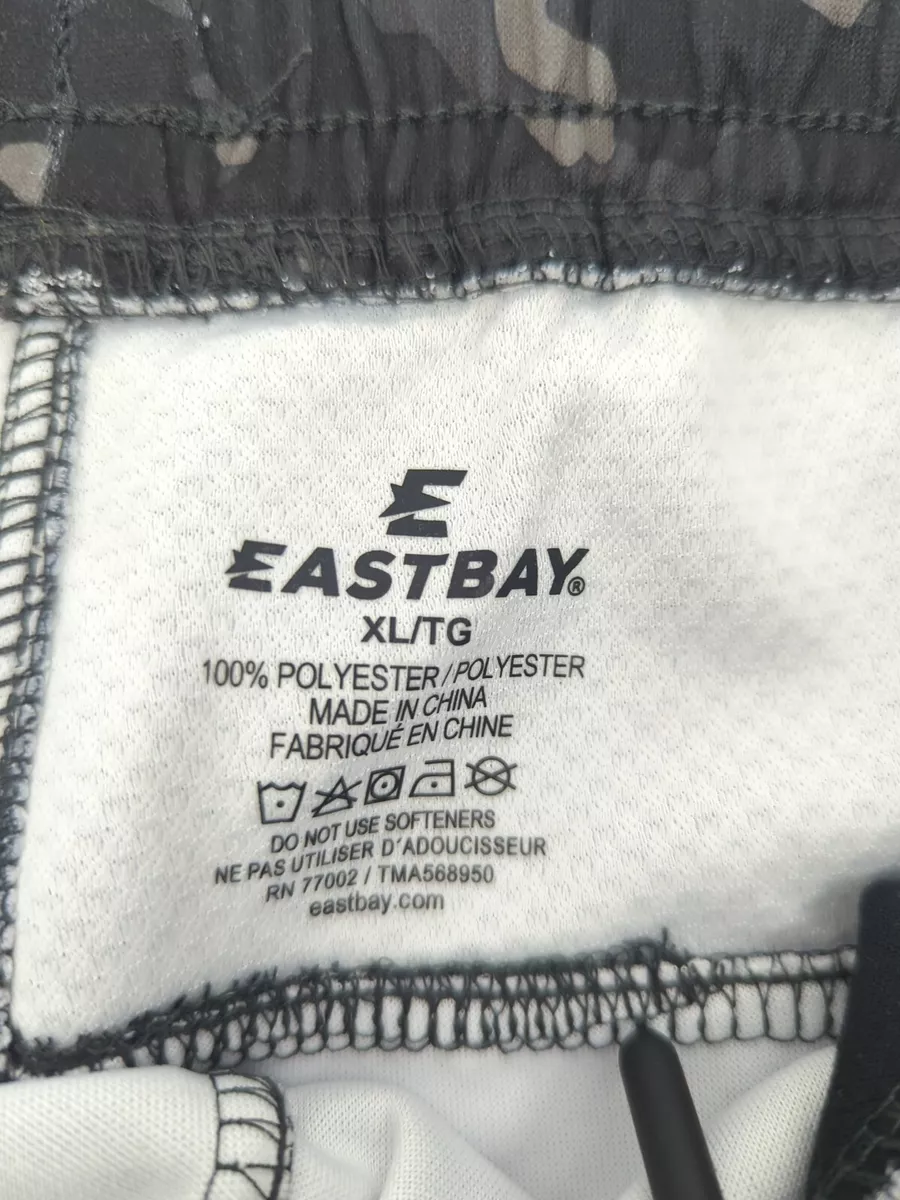 EASTBAY®
XL/TG
100% POLYESTER / POLYESTER
MADE IN CHINA
FABRIQUÉ EN CHINE
DO NOT USE SOFTENERS
NE PAS UTILISER D'ADOUCISSEUR
RN 77002 / TMA568950
eastbay.com